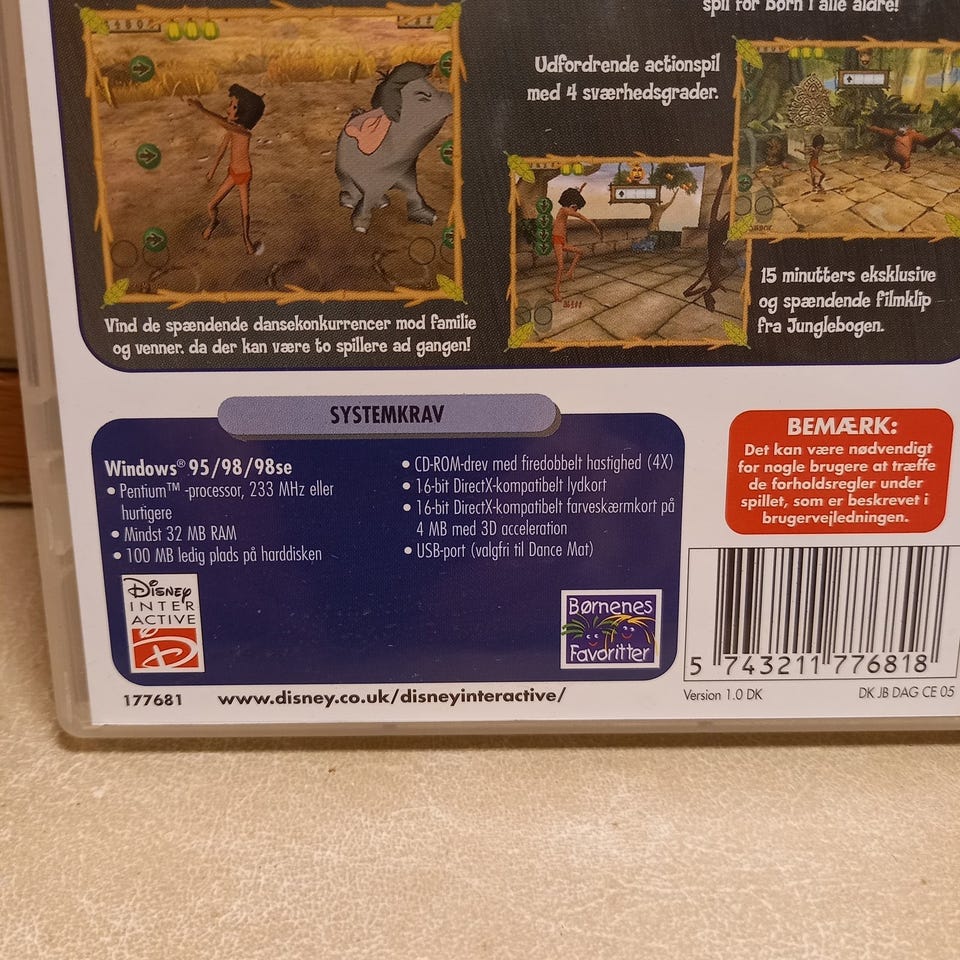 spil for børn i alle aldre!
Udfordrende actionspil
med 4 sværhedsgrader.
15 minutters eksklusive
og spændende filmklip
fra Junglebogen.
Vind de spændende dansekonkurrencer mod familie
og venner, da der kan være to spillere ad gangen!
SYSTEMKRAV
Windows® 95/98/98se
• Pentium™ -processor, 233 MHz eller
hurtigere
• Mindst 32 MB RAM
• 100 MB ledig plads på harddisken
• CD-ROM-drev med firedobbelt hastighed (4X)
• 16-bit DirectX-kompatibelt lydkort
• 16-bit DirectX-kompatibelt farveskærmkort på
4 MB med 3D acceleration
• USB-port (valgfri til Dance Mat)
BEMÆRK:
Det kan være nødvendigt
for nogle brugere at træffe
de forholdsregler under
spillet, som er beskrevet i
brugervejledningen.
Disney
INTER
ACTIVE
Børnenes
Favoritter
5 743211 776818
177681
www.disney.co.uk/disneyinteractive/
Version 1.0 DK
DK JB DAG CE 05